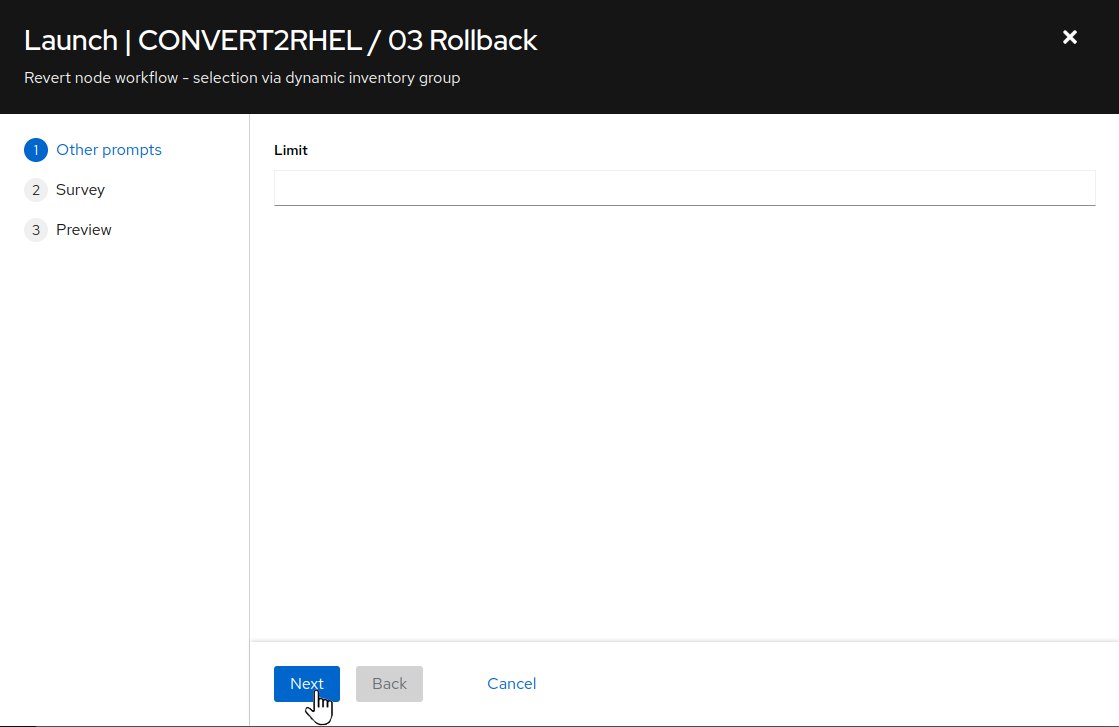 Launch | CONVERT2RHEL / 03 Rollback
Revert node workflow - selection via dynamic inventory group
1 Other prompts
2 Survey
3 Preview
Limit
Next
Back
Cancel